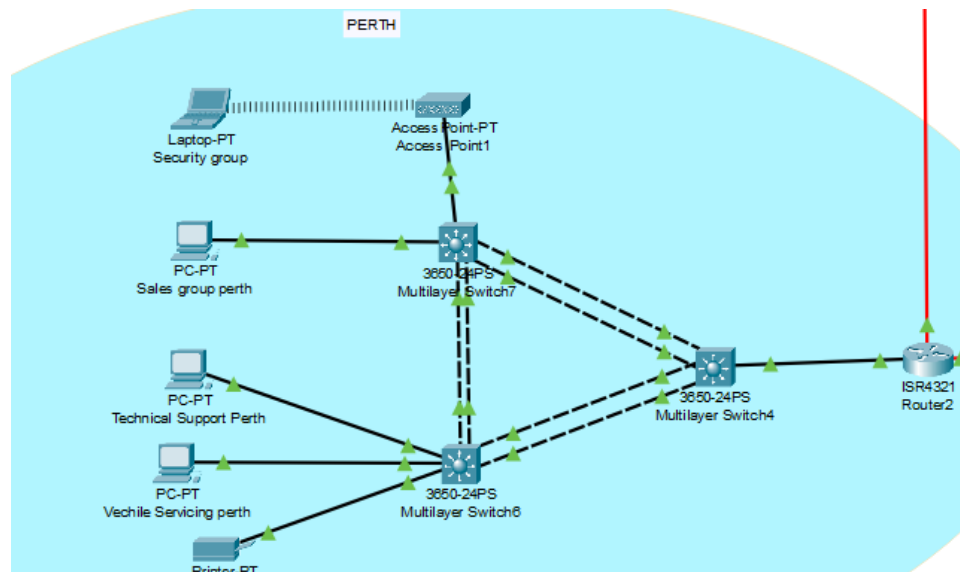 PERTH
Laptop-PT
Security group
Access Point-PT
Access Point1
PC-PT
Sales group perth
3650-24PS
Multilayer Switch7
PC-PT
Technical Support Perth
3650-24PS
Multilayer Switch4
ISR4321
Router2
PC-PT
Vechile Servicing perth
3650-24PS
Multilayer Switch6
Printer-PT